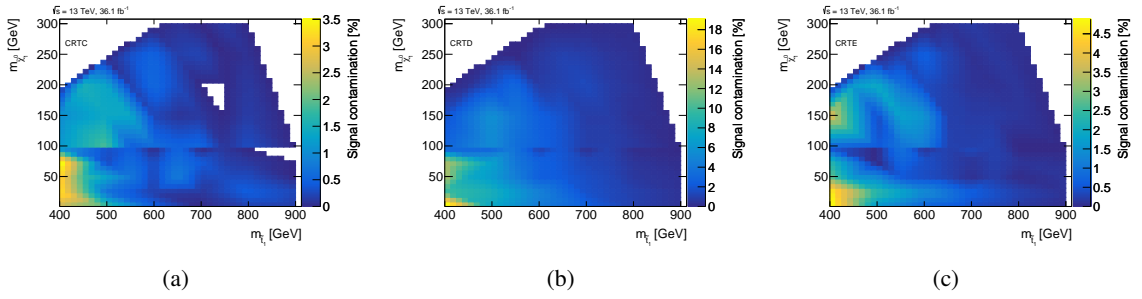 √s = 13 TeV, 36.1 fb⁻¹
CRTC
m_χ̃₁⁰ [GeV]
300
250
200
150
100
50
400 500 600 700 800 900
m_t̃₁ [GeV]
3.5
3
2.5
2
1.5
1
0.5
0
Signal contamination [%]
(a)
√s = 13 TeV, 36.1 fb⁻¹
CRTD
m_χ̃₁⁰ [GeV]
300
250
200
150
100
50
400 500 600 700 800 900
m_t̃₁ [GeV]
18
16
14
12
10
8
6
4
2
0
Signal contamination [%]
(b)
√s = 13 TeV, 36.1 fb⁻¹
CRTE
m_χ̃₁⁰ [GeV]
300
250
200
150
100
50
400 500 600 700 800 900
m_t̃₁ [GeV]
4.5
4
3.5
3
2.5
2
1.5
1
0.5
0
Signal contamination [%]
(c)